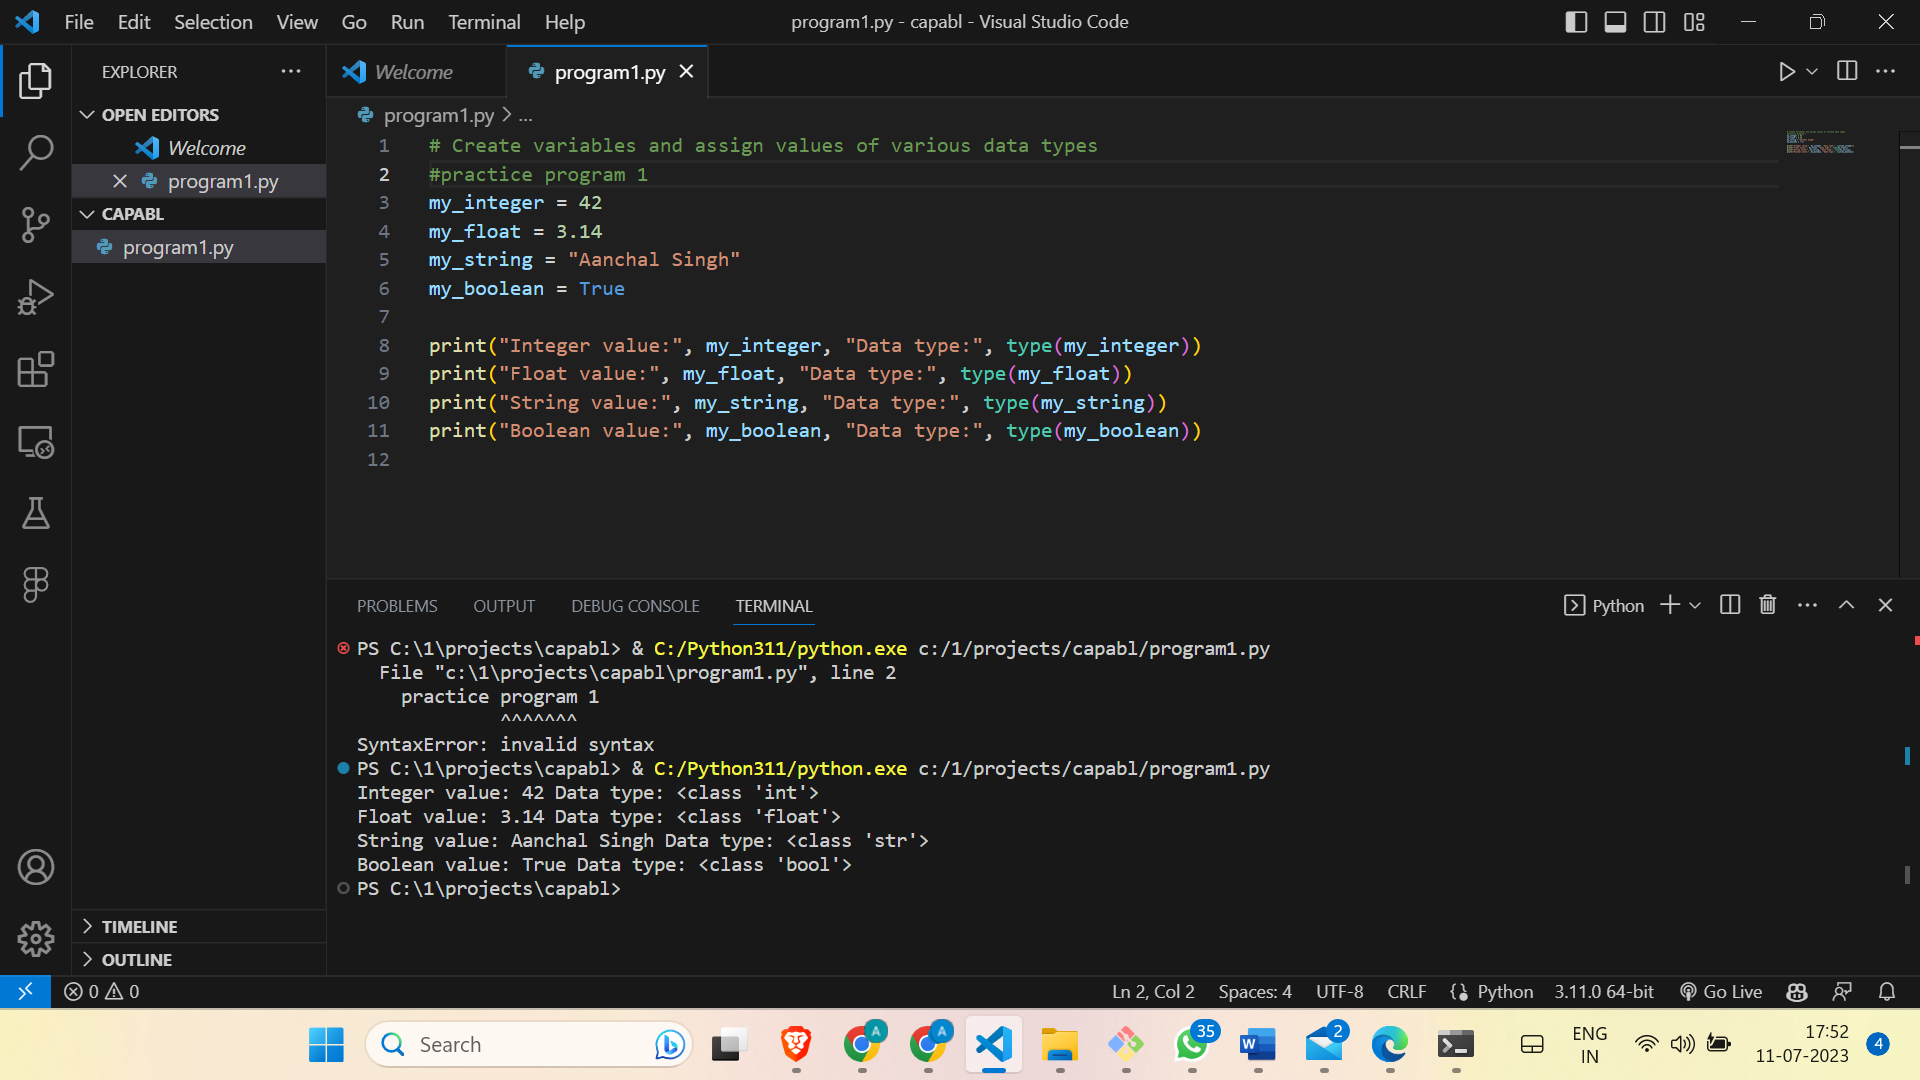 File Edit Selection View Go Run Terminal Help
program1.py - capabl - Visual Studio Code
EXPLORER
OPEN EDITORS
Welcome
program1.py
CAPABL
program1.py
TIMELINE
OUTLINE
Welcome program1.py
program1.py > ...
1 # Create variables and assign values of various data types
2 #practice program 1
3 my_integer = 42
4 my_float = 3.14
5 my_string = "Aanchal Singh"
6 my_boolean = True
7
8 print("Integer value:", my_integer, "Data type:", type(my_integer))
9 print("Float value:", my_float, "Data type:", type(my_float))
10 print("String value:", my_string, "Data type:", type(my_string))
11 print("Boolean value:", my_boolean, "Data type:", type(my_boolean))
12
PROBLEMS OUTPUT DEBUG CONSOLE TERMINAL
Python
PS C:\1\projects\capabl> & C:/Python311/python.exe c:/1/projects/capabl/program1.py
File "c:\1\projects\capabl\program1.py", line 2
practice program 1
^^^^^^^
SyntaxError: invalid syntax
PS C:\1\projects\capabl> & C:/Python311/python.exe c:/1/projects/capabl/program1.py
Integer value: 42 Data type: <class 'int'>
Float value: 3.14 Data type: <class 'float'>
String value: Aanchal Singh Data type: <class 'str'>
Boolean value: True Data type: <class 'bool'>
PS C:\1\projects\capabl>
0 0
Ln 2, Col 2 Spaces: 4 UTF-8 CRLF Python 3.11.0 64-bit Go Live
Search
A
A
35
W
2
ENG
IN
17:52
11-07-2023
4